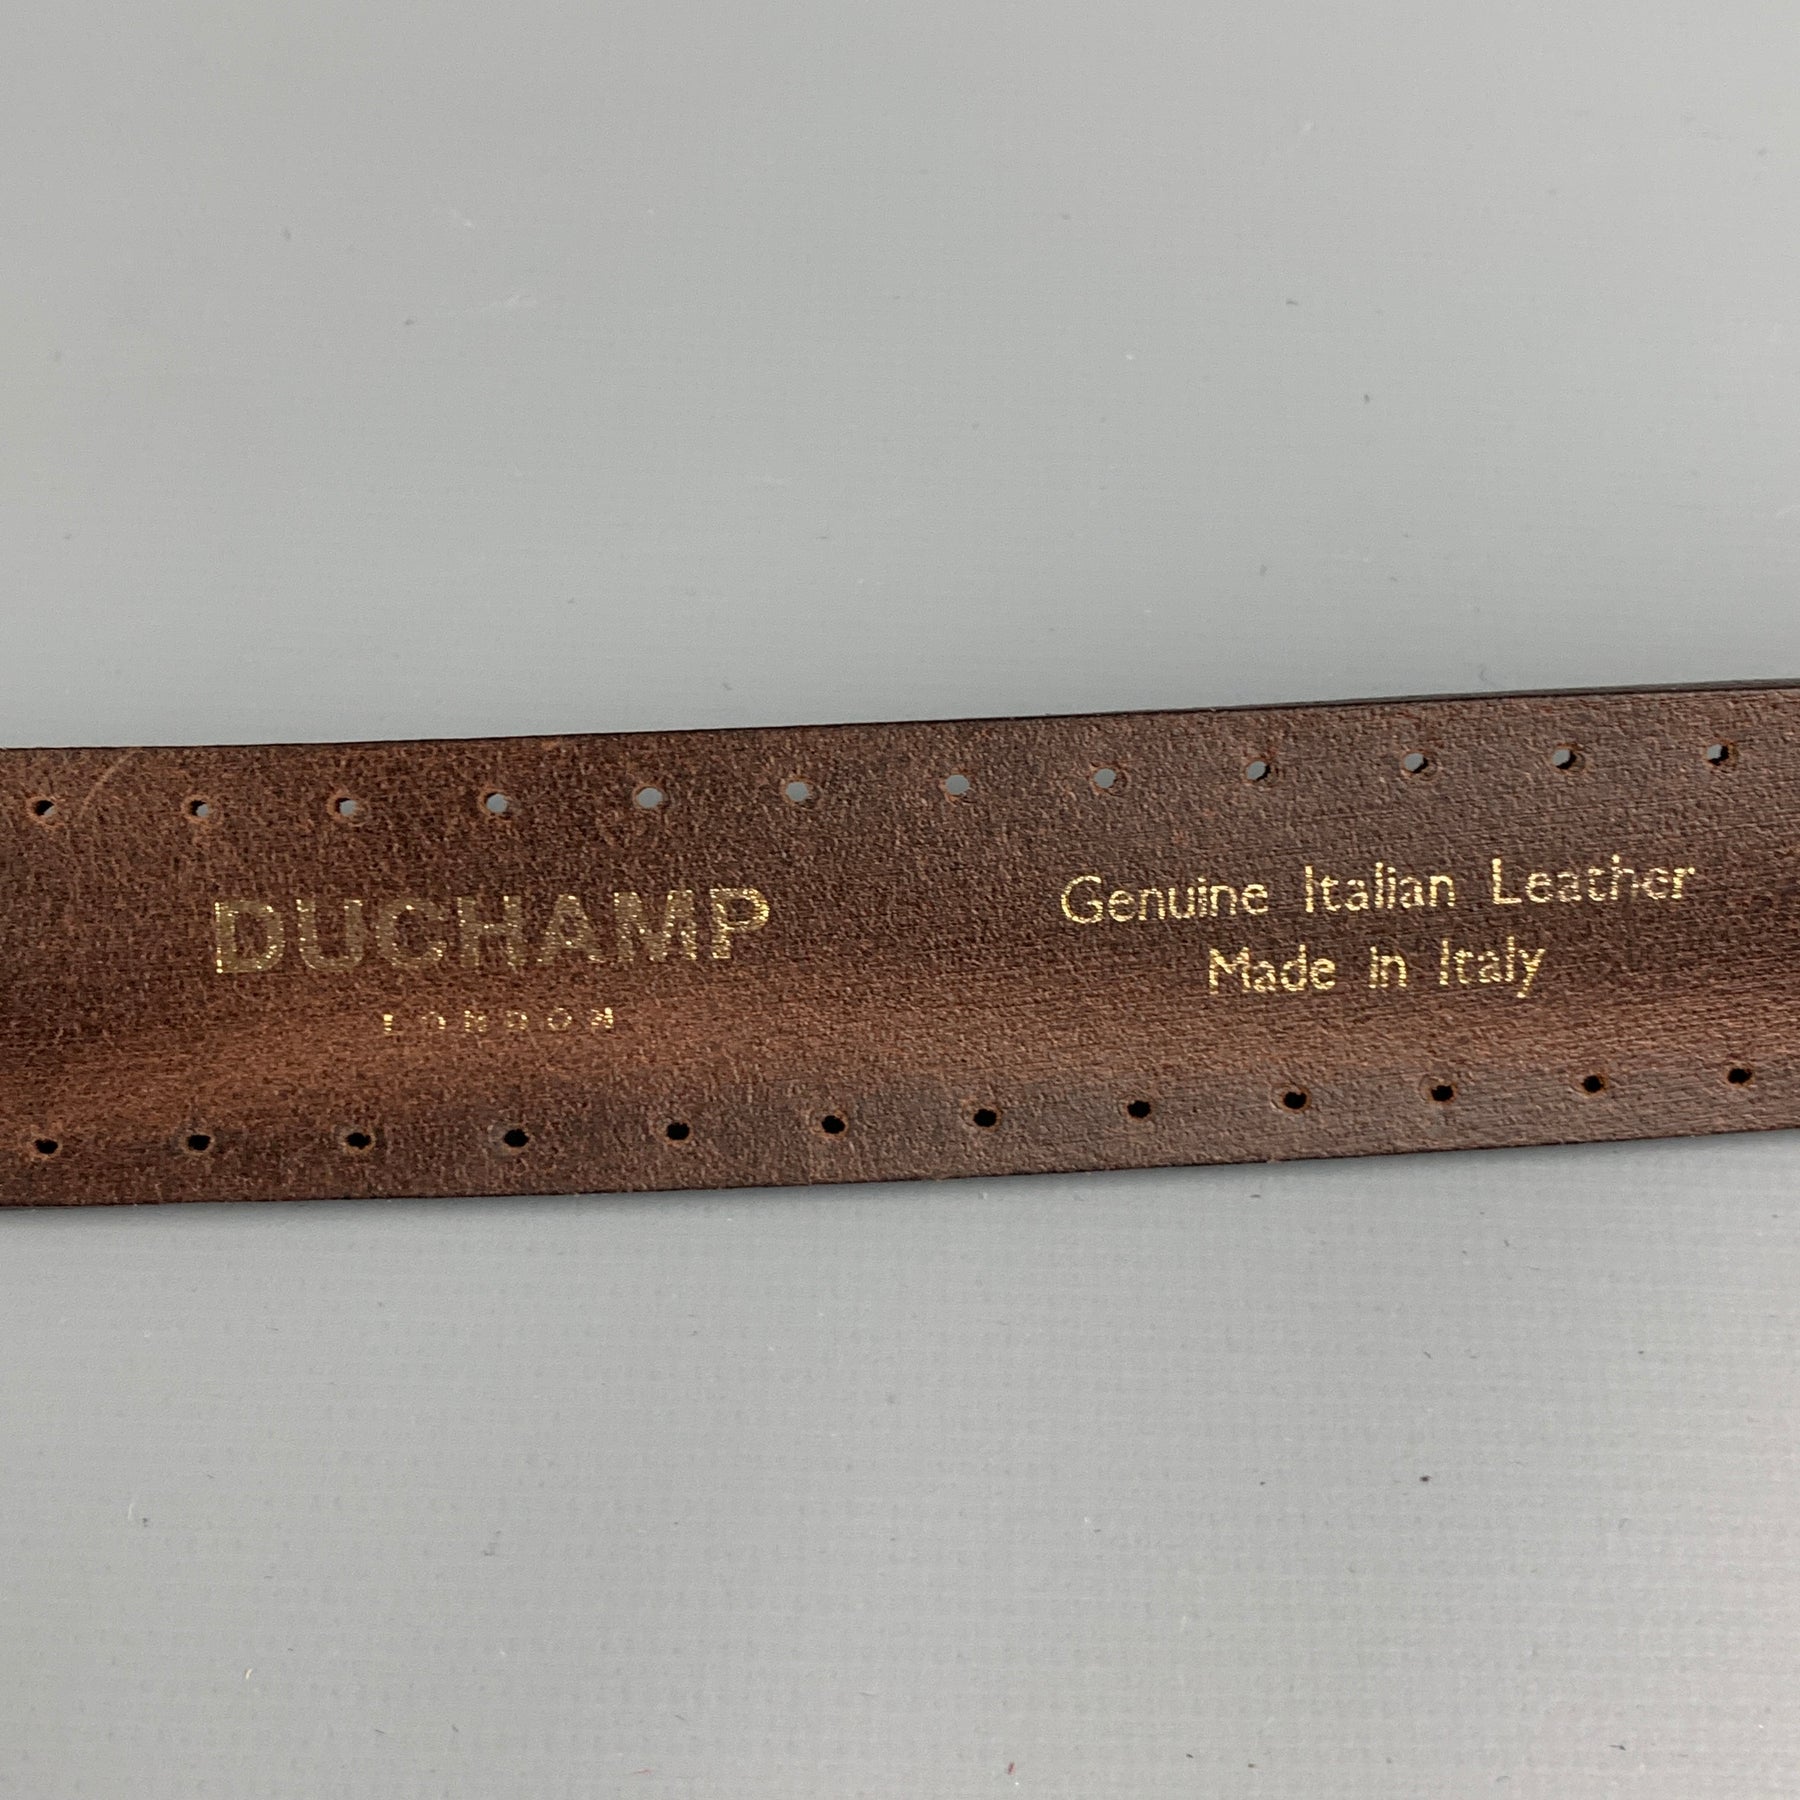 DUCHAMP
LONDON
Genuine Italian Leather
Made in Italy